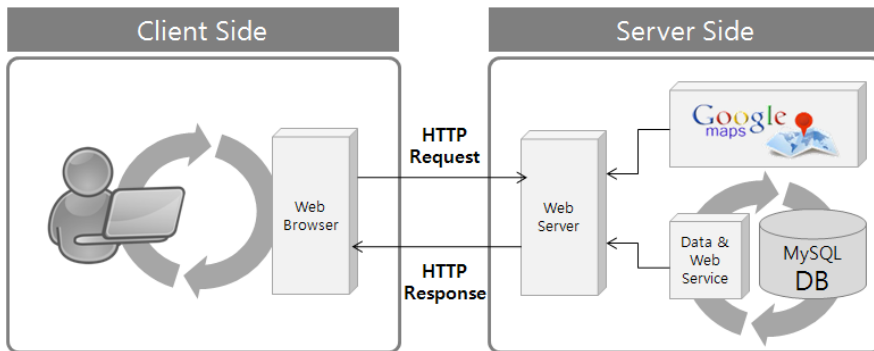 Client Side
Server Side
Google
maps
HTTP
Request
Web
Browser
Web
Server
HTTP
Response
Data &
Web
Service
MySQL
DB